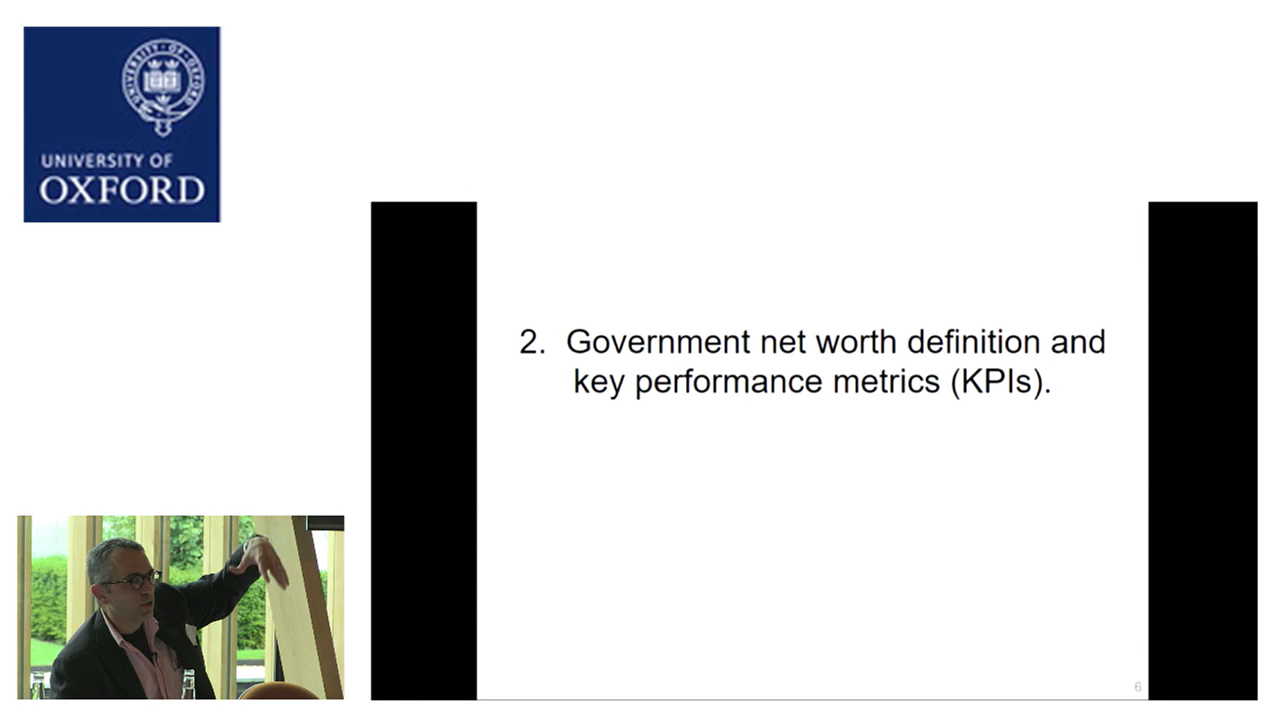 UNIVERSITY OF
OXFORD
2. Government net worth definition and
key performance metrics (KPIs).
6